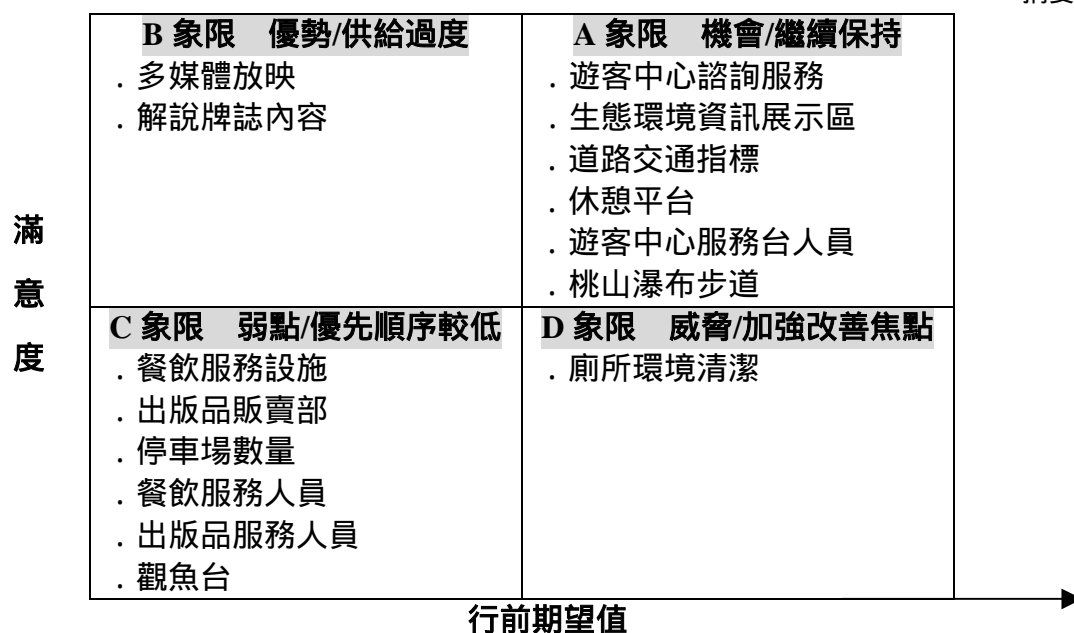 摘要
B 象限　優勢/供給過度
. 多媒體放映
. 解說牌誌內容
A 象限　機會/繼續保持
. 遊客中心諮詢服務
. 生態環境資訊展示區
. 道路交通指標
. 休憩平台
. 遊客中心服務台人員
. 桃山瀑布步道
滿
意
度
C 象限　弱點/優先順序較低
. 餐飲服務設施
. 出版品販賣部
. 停車場數量
. 餐飲服務人員
. 出版品服務人員
. 觀魚台
D 象限　威脅/加強改善焦點
. 廁所環境清潔
行前期望值